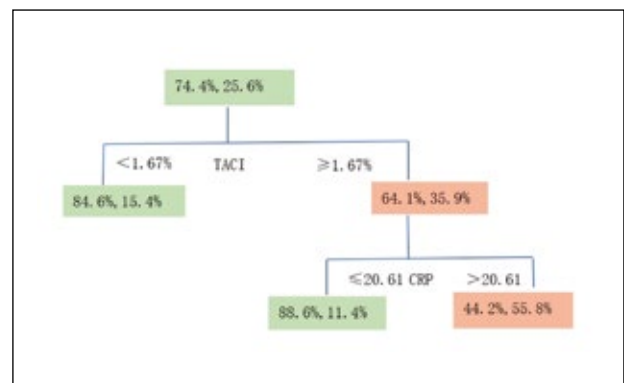 74.4%, 25.6%
<1.67% TACI ≥1.67%
84.6%, 15.4%
64.1%, 35.9%
≤20.61 CRP >20.61
88.6%, 11.4%
44.2%, 55.8%